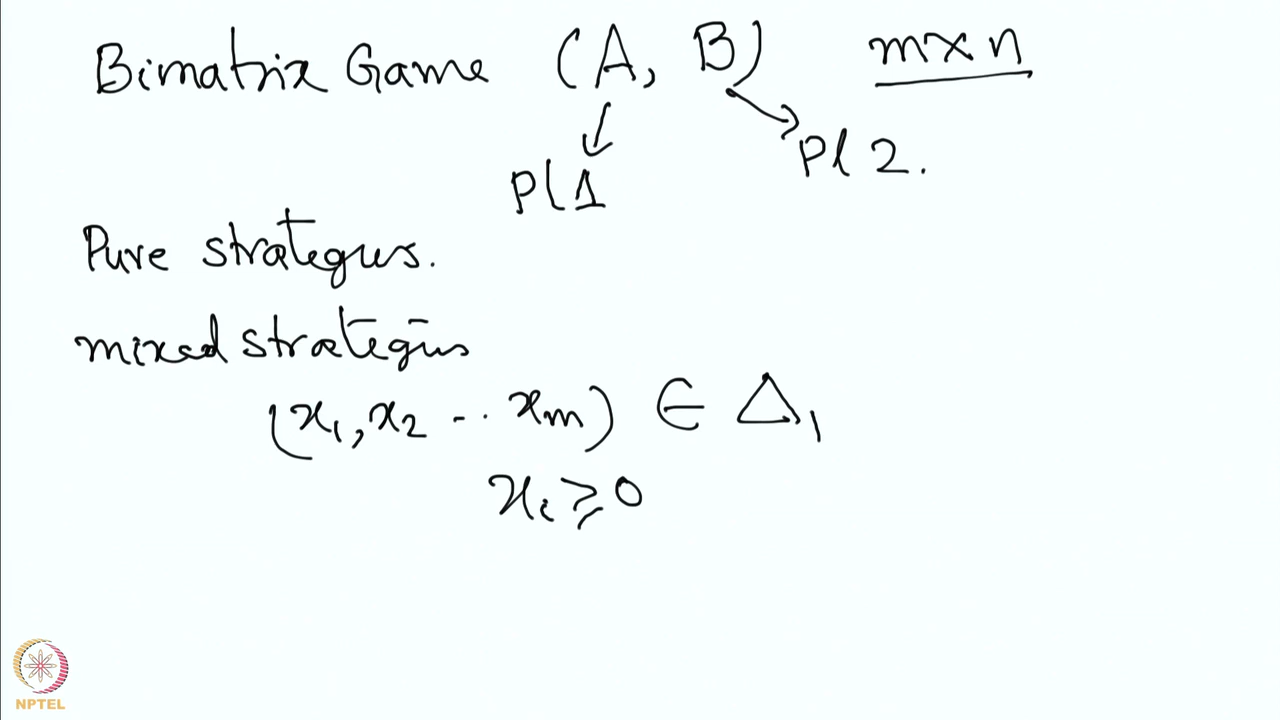 Bimatrix Game (A, B) m×n
Pl 1
Pl 2.
Pure strategies.
mixed strategies
(x₁, x₂ -·· xₘ) ∈ Δ₁
xᵢ ≥ 0
NPTEL